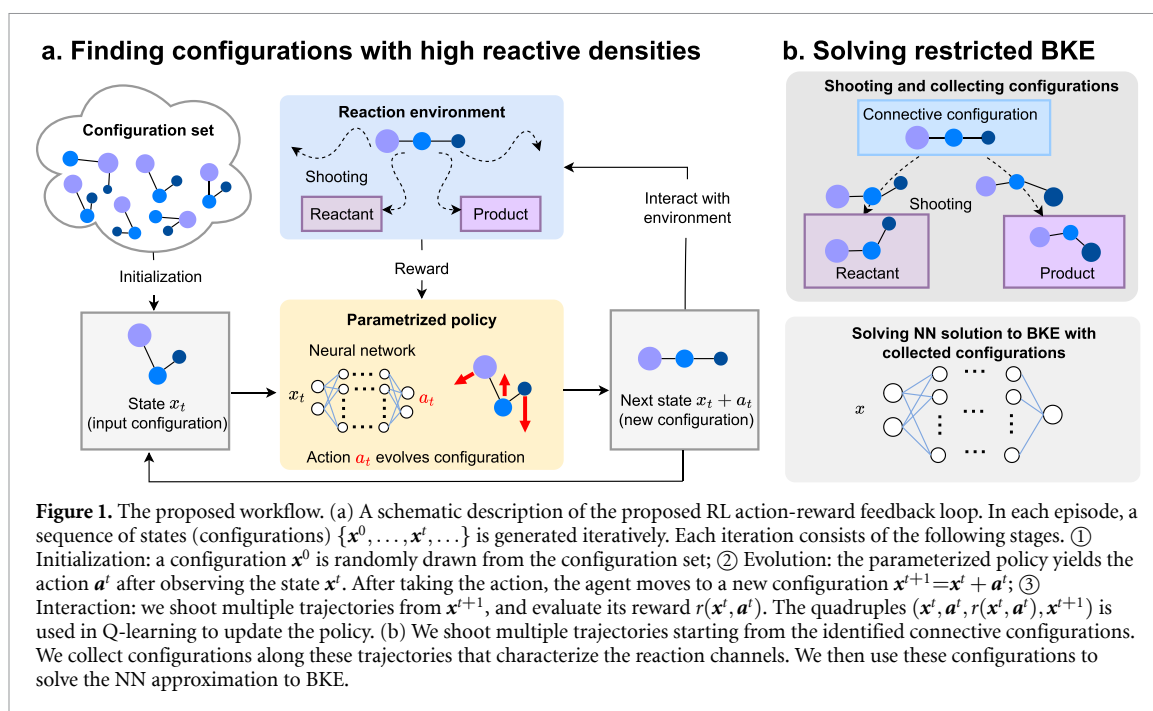 a. Finding configurations with high reactive densities
Configuration set
Initialization
State x_t
(input configuration)
Reaction environment
Shooting
Reactant
Product
Reward
Parametrized policy
Neural network
x_t
a_t
Action a_t evolves configuration
Interact with
environment
Next state x_t + a_t
(new configuration)
b. Solving restricted BKE
Shooting and collecting configurations
Connective configuration
Shooting
Reactant
Product
Solving NN solution to BKE with
collected configurations
x
Figure 1. The proposed workflow. (a) A schematic description of the proposed RL action-reward feedback loop. In each episode, a
sequence of states (configurations) {x^0, …, x^t, …} is generated iteratively. Each iteration consists of the following stages. ①
Initialization: a configuration x^0 is randomly drawn from the configuration set; ② Evolution: the parameterized policy yields the
action a^t after observing the state x^t. After taking the action, the agent moves to a new configuration x^{t+1}=x^t + a^t; ③
Interaction: we shoot multiple trajectories from x^{t+1}, and evaluate its reward r(x^t, a^t). The quadruples (x^t, a^t, r(x^t, a^t), x^{t+1}) is
used in Q-learning to update the policy. (b) We shoot multiple trajectories starting from the identified connective configurations.
We collect configurations along these trajectories that characterize the reaction channels. We then use these configurations to
solve the NN approximation to BKE.